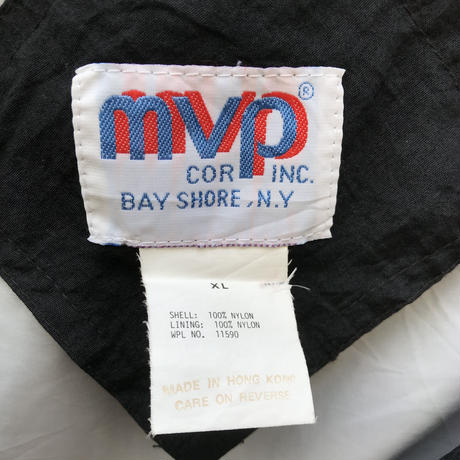 mvp®
COR INC.
BAY SHORE, N.Y
XL
SHELL: 100% NYLON
LINING: 100% NYLON
WPL NO. 11590
MADE IN HONG KONG
CARE ON REVERSE